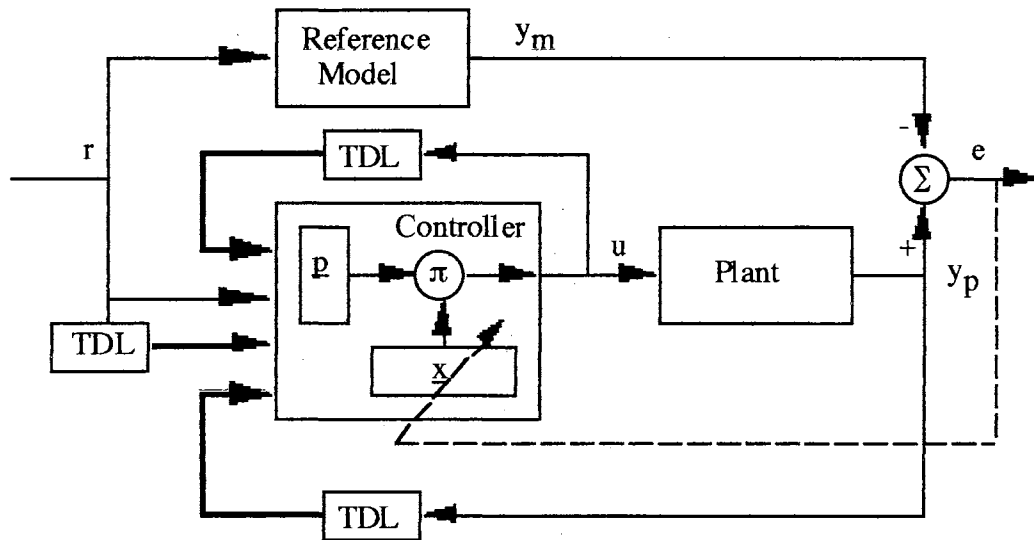 Reference
Model
y_m
r
TDL
-
e
Σ
Controller
+
p
π
u
Plant
y_p
TDL
x
TDL